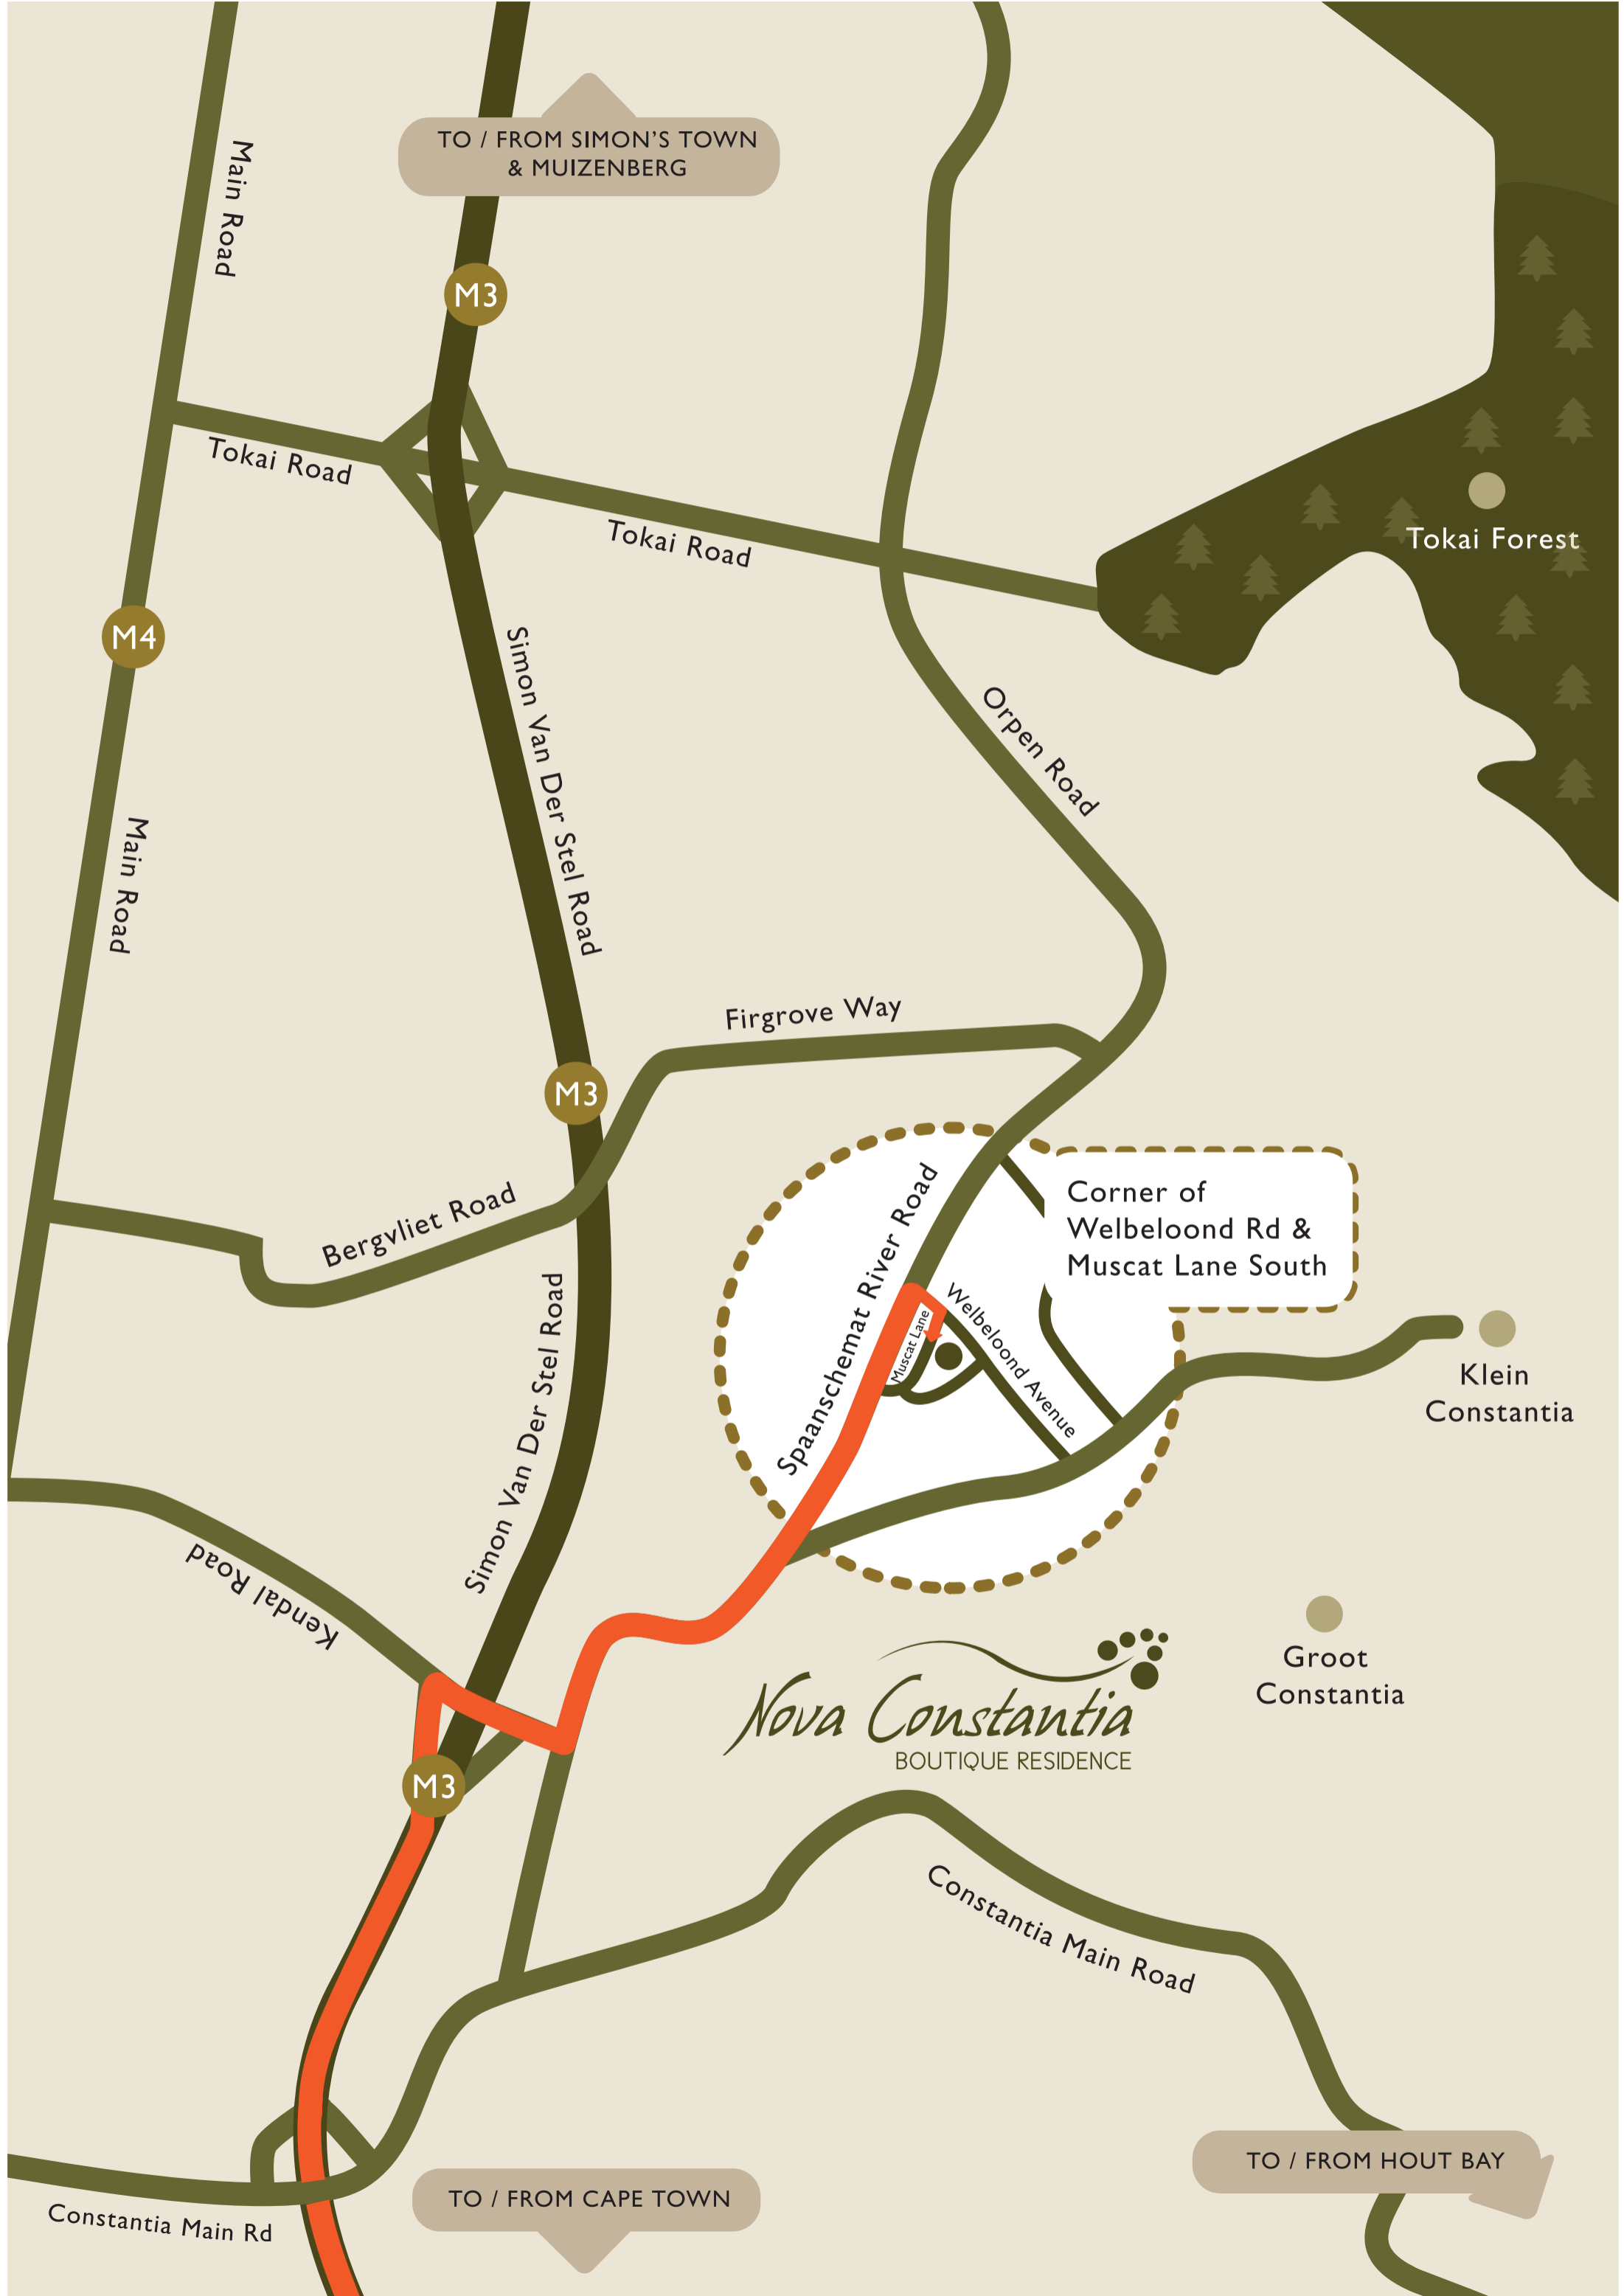 TO / FROM SIMON'S TOWN
& MUIZENBERG
Main Road
M3
Tokai Road
Tokai Road
Tokai Forest
M4
Simon Van Der Stel Road
Orpen Road
Main Road
Firgrove Way
M3
Bergvliet Road
Spaanschemat River Road
Corner of
Welbeloond Rd &
Muscat Lane South
Welbeloond Avenue
Muscat Lane
Simon Van Der Stel Road
Klein
Constantia
Kendal Road
Groot
Constantia
Nova Constantia
BOUTIQUE RESIDENCE
M3
Constantia Main Road
TO / FROM HOUT BAY
TO / FROM CAPE TOWN
Constantia Main Rd